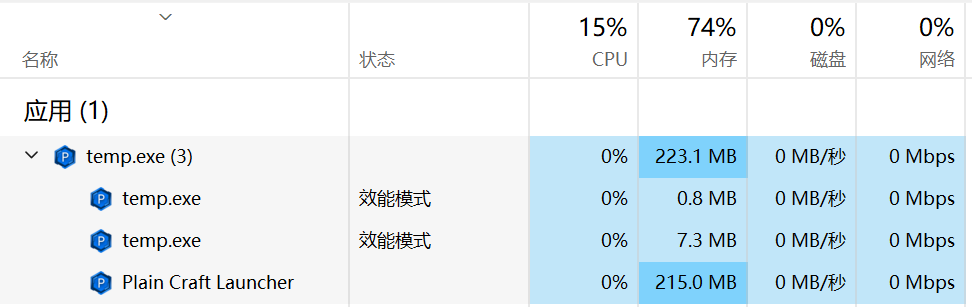 15% 74% 0% 0%
名称 状态 CPU 内存 磁盘 网络
应用 (1)
P temp.exe (3) 0% 223.1 MB 0 MB/秒 0 Mbps
P temp.exe 效能模式 0% 0.8 MB 0 MB/秒 0 Mbps
P temp.exe 效能模式 0% 7.3 MB 0 MB/秒 0 Mbps
P Plain Craft Launcher 0% 215.0 MB 0 MB/秒 0 Mbps